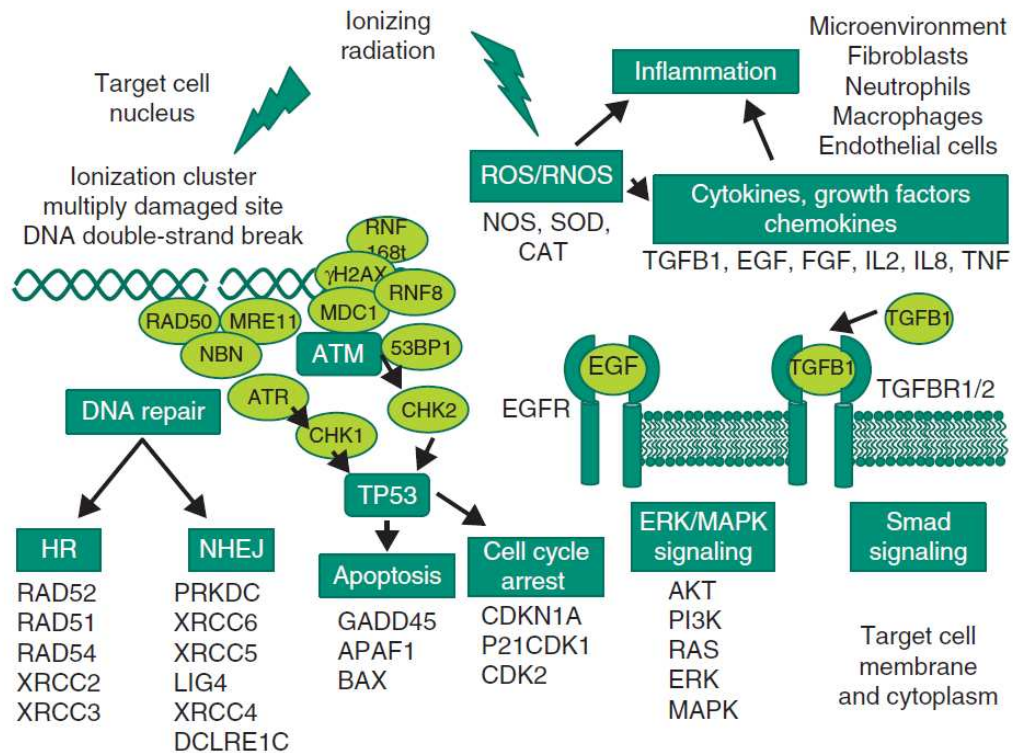 Ionizing
radiation
Target cell
nucleus
Microenvironment
Fibroblasts
Neutrophils
Macrophages
Endothelial cells
Inflammation
ROS/RNOS
NOS, SOD,
CAT
Cytokines, growth factors
chemokines
TGFB1, EGF, FGF, IL2, IL8, TNF
Ionization cluster
multiply damaged site
DNA double-strand break
RNF
168t
γH2AX
RNF8
MDC1
RAD50
MRE11
NBN
ATM
53BP1
ATR
CHK2
CHK1
TP53
DNA repair
HR
RAD52
RAD51
RAD54
XRCC2
XRCC3
NHEJ
PRKDC
XRCC6
XRCC5
LIG4
XRCC4
DCLRE1C
Apoptosis
GADD45
APAF1
BAX
Cell cycle
arrest
CDKN1A
P21CDK1
CDK2
EGF
EGFR
TGFB1
TGFB1
TGFBR1/2
ERK/MAPK
signaling
AKT
PI3K
RAS
ERK
MAPK
Smad
signaling
Target cell
membrane
and cytoplasm